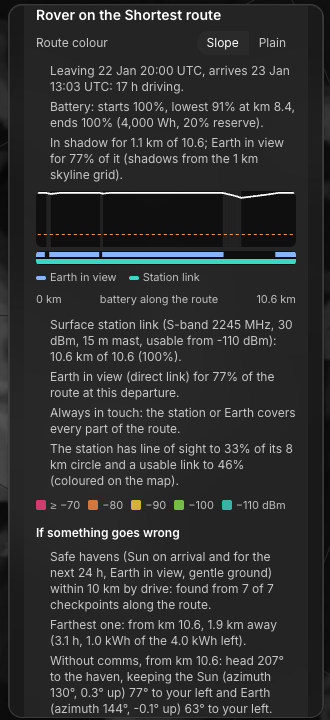 Rover on the Shortest route
Route colour
Slope
Plain
Leaving 22 Jan 20:00 UTC, arrives 23 Jan
13:03 UTC: 17 h driving.
Battery: starts 100%, lowest 91% at km 8.4,
ends 100% (4,000 Wh, 20% reserve).
In shadow for 1.1 km of 10.6; Earth in view
for 77% of it (shadows from the 1 km
skyline grid).
Earth in view
Station link
0 km
battery along the route
10.6 km
Surface station link (S-band 2245 MHz, 30
dBm, 15 m mast, usable from -110 dBm):
10.6 km of 10.6 (100%).
Earth in view (direct link) for 77% of the
route at this departure.
Always in touch: the station or Earth covers
every part of the route.
The station has line of sight to 33% of its 8
km circle and a usable link to 46%
(coloured on the map).
≥ −70
−80
−90
−100
−110 dBm
If something goes wrong
Safe havens (Sun on arrival and for the
next 24 h, Earth in view, gentle ground)
within 10 km by drive: found from 7 of 7
checkpoints along the route.
Farthest one: from km 10.6, 1.9 km away
(3.1 h, 1.0 kWh of the 4.0 kWh left).
Without comms, from km 10.6: head 207°
to the haven, keeping the Sun (azimuth
130°, 0.3° up) 77° to your left and Earth
(azimuth 144°, -0.1° up) 63° to your left.